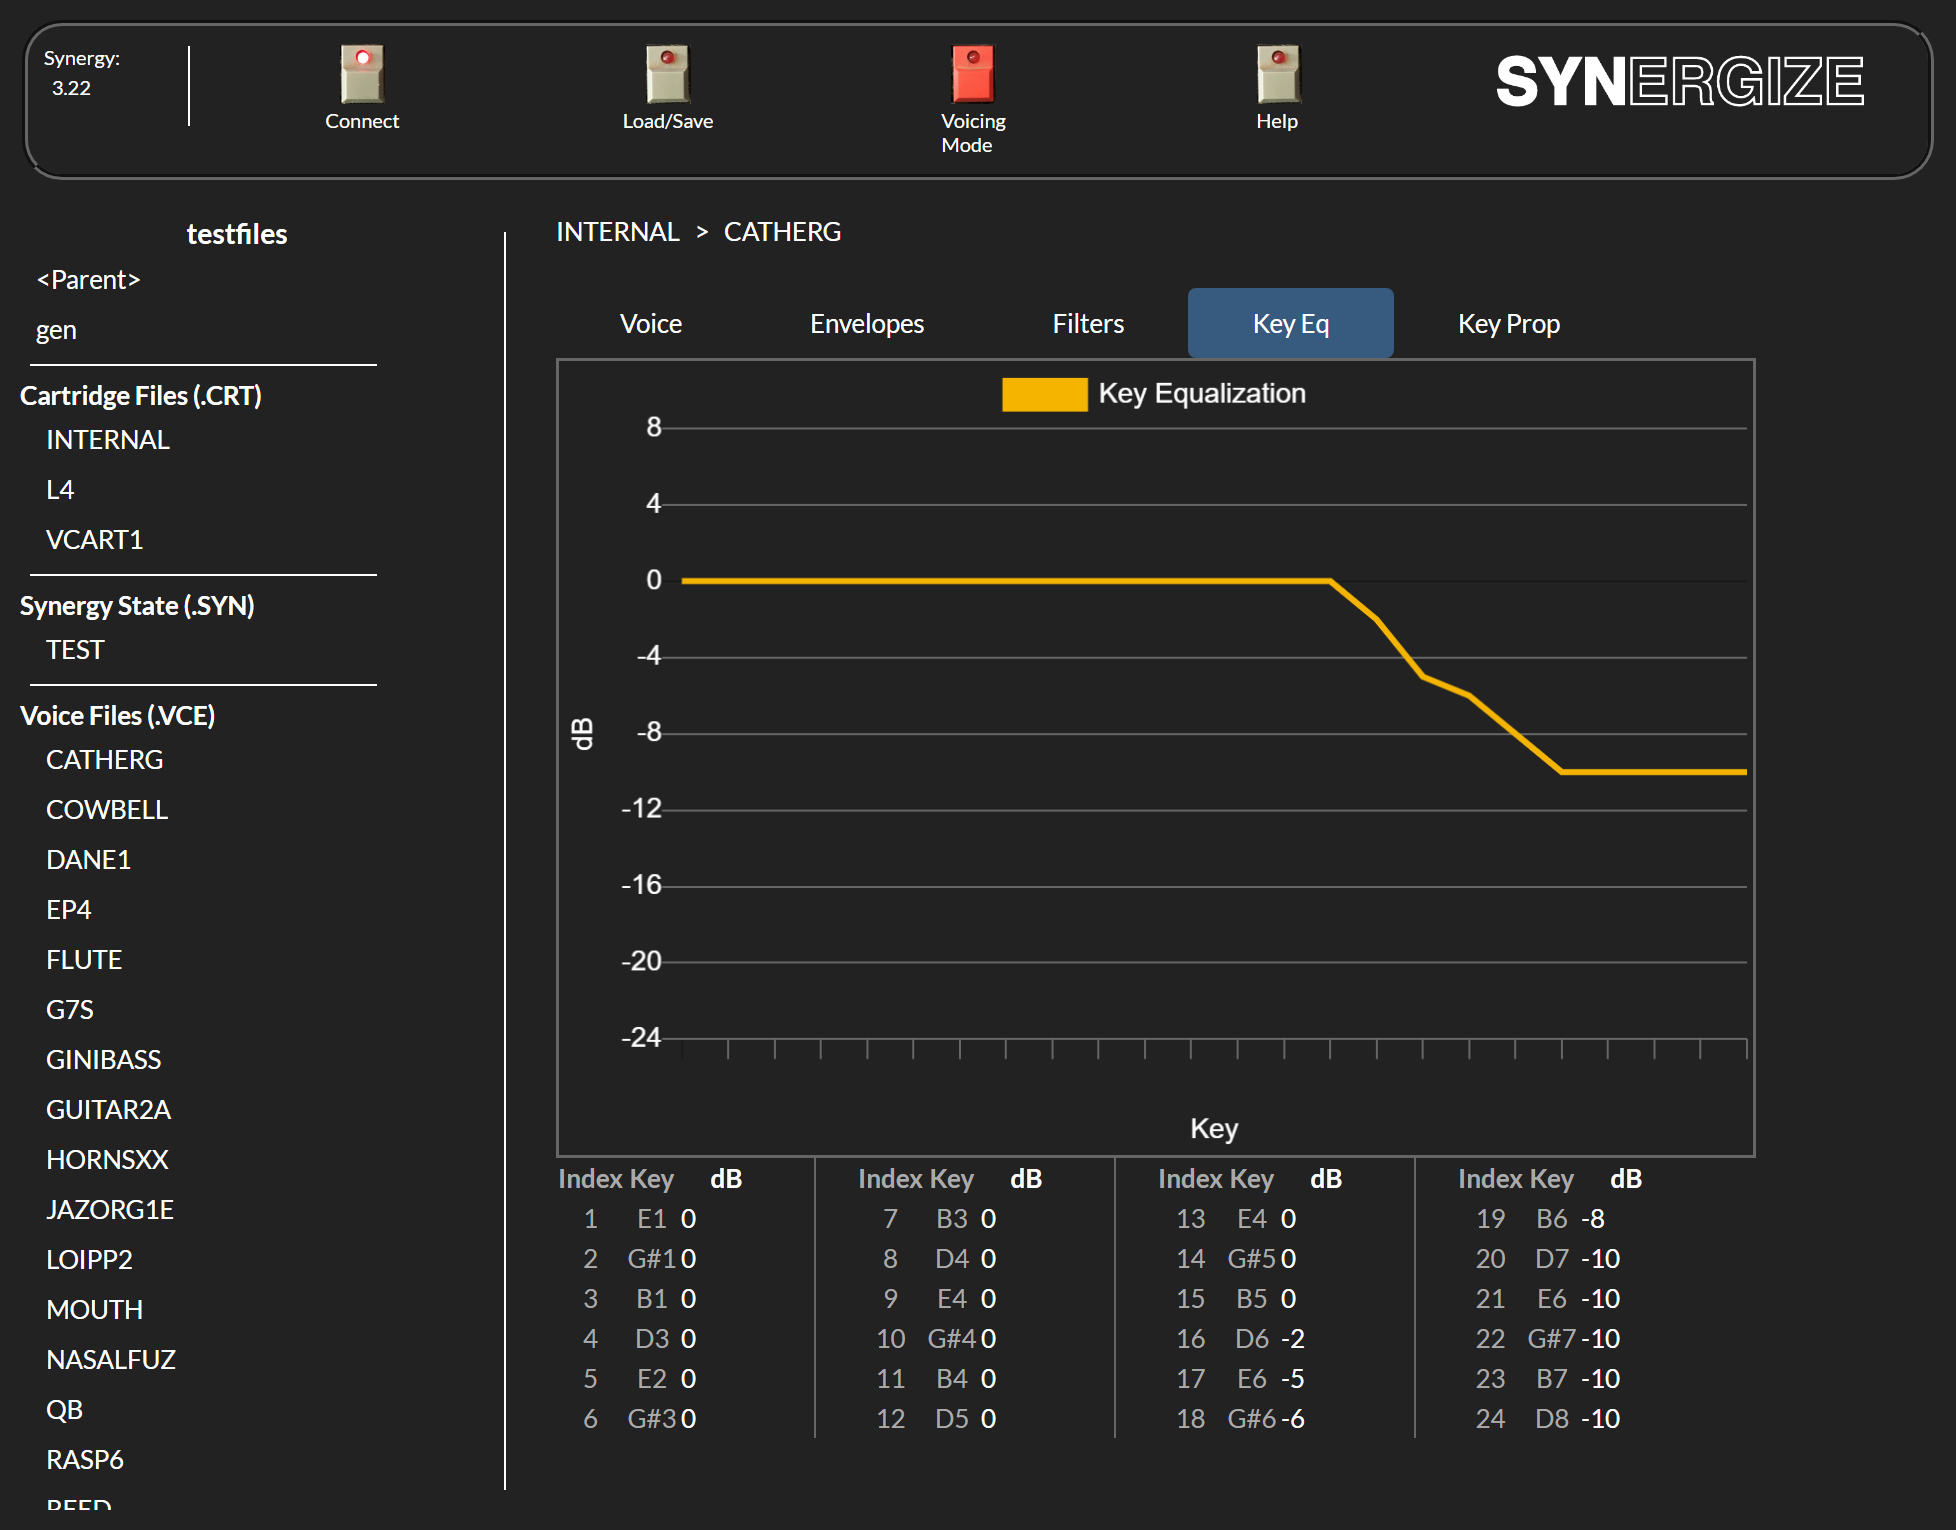 Synergy:
3.22
Connect
Load/Save
Voicing
Mode
Help
SYNERGIZE
testfiles
<Parent>
gen
Cartridge Files (.CRT)
INTERNAL
L4
VCART1
Synergy State (.SYN)
TEST
Voice Files (.VCE)
CATHERG
COWBELL
DANE1
EP4
FLUTE
G7S
GINIBASS
GUITAR2A
HORNSXX
JAZORG1E
LOIPP2
MOUTH
NASALFUZ
QB
RASP6
INTERNAL > CATHERG
Voice Envelopes Filters Key Eq Key Prop
Key Equalization
8
4
0
-4
-8
-12
-16
-20
-24
dB
Key
Index Key dB
1 E1 0
2 G#1 0
3 B1 0
4 D3 0
5 E2 0
6 G#3 0
Index Key dB
7 B3 0
8 D4 0
9 E4 0
10 G#4 0
11 B4 0
12 D5 0
Index Key dB
13 E4 0
14 G#5 0
15 B5 0
16 D6 -2
17 E6 -5
18 G#6 -6
Index Key dB
19 B6 -8
20 D7 -10
21 E6 -10
22 G#7 -10
23 B7 -10
24 D8 -10